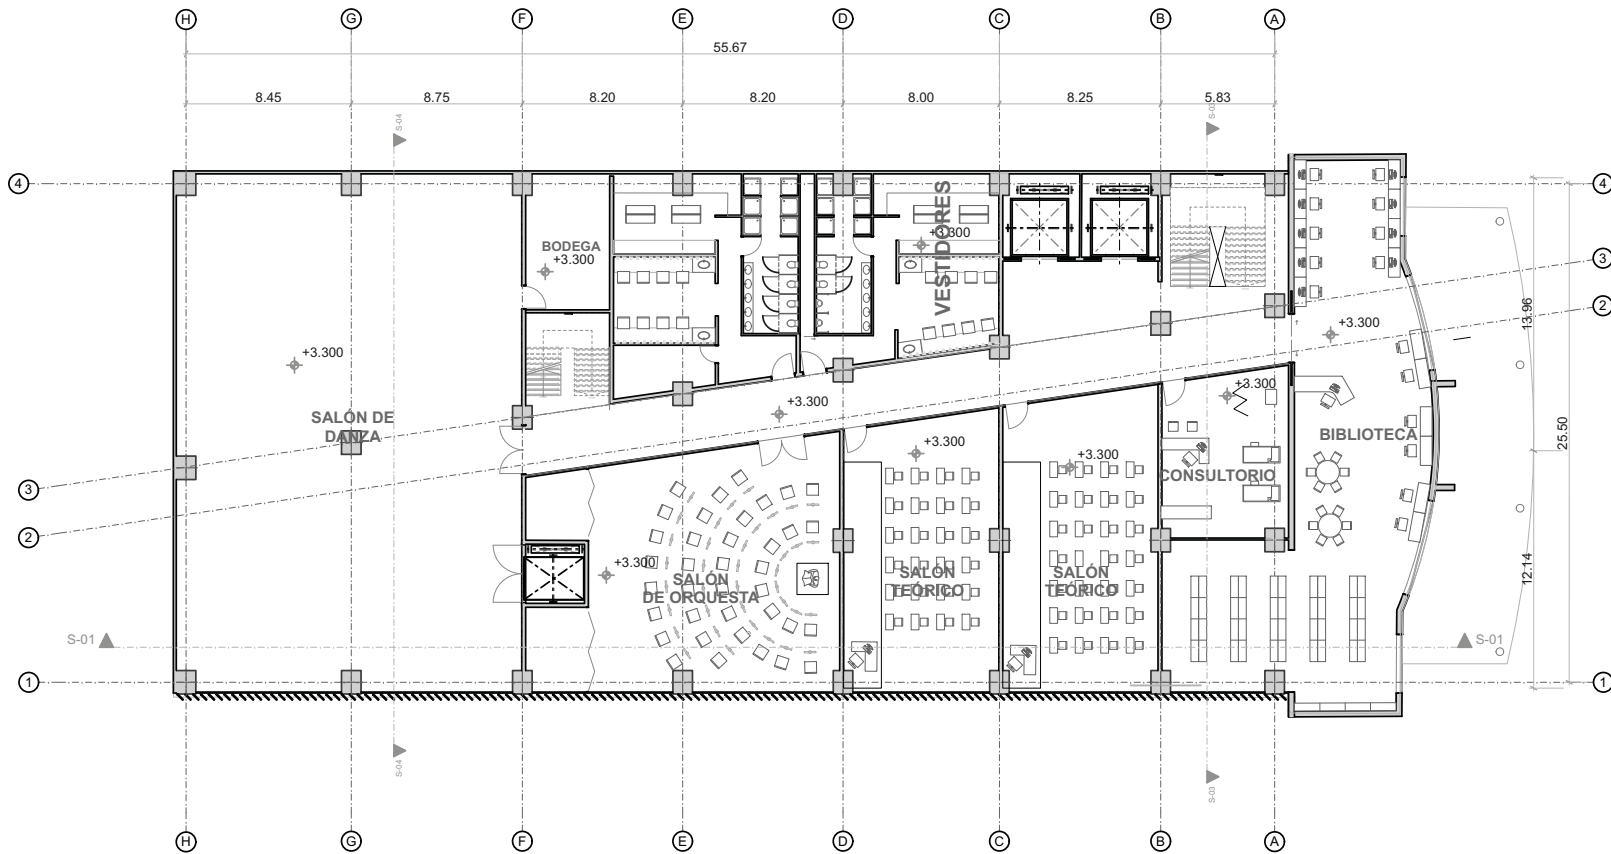 H G F E D C B A
55.67
8.45 8.75 8.20 8.20 8.00 8.25 5.83
S-04 S-03
4 4
BODEGA
+3.300
VESTIDORES
+3.300
3
2
13.96
+3.300
+3.300
+3.300
+3.300
SALÓN DE
DANZA
BIBLIOTECA
25.50
+3.300
+3.300
CONSULTORIO
3
2
+3.300
SALÓN
DE ORQUESTA
SALÓN
TEÓRICO
SALÓN
TEÓRICO
12.14
S-01 S-01
1 1
S-04 S-03
H G F E D C B A